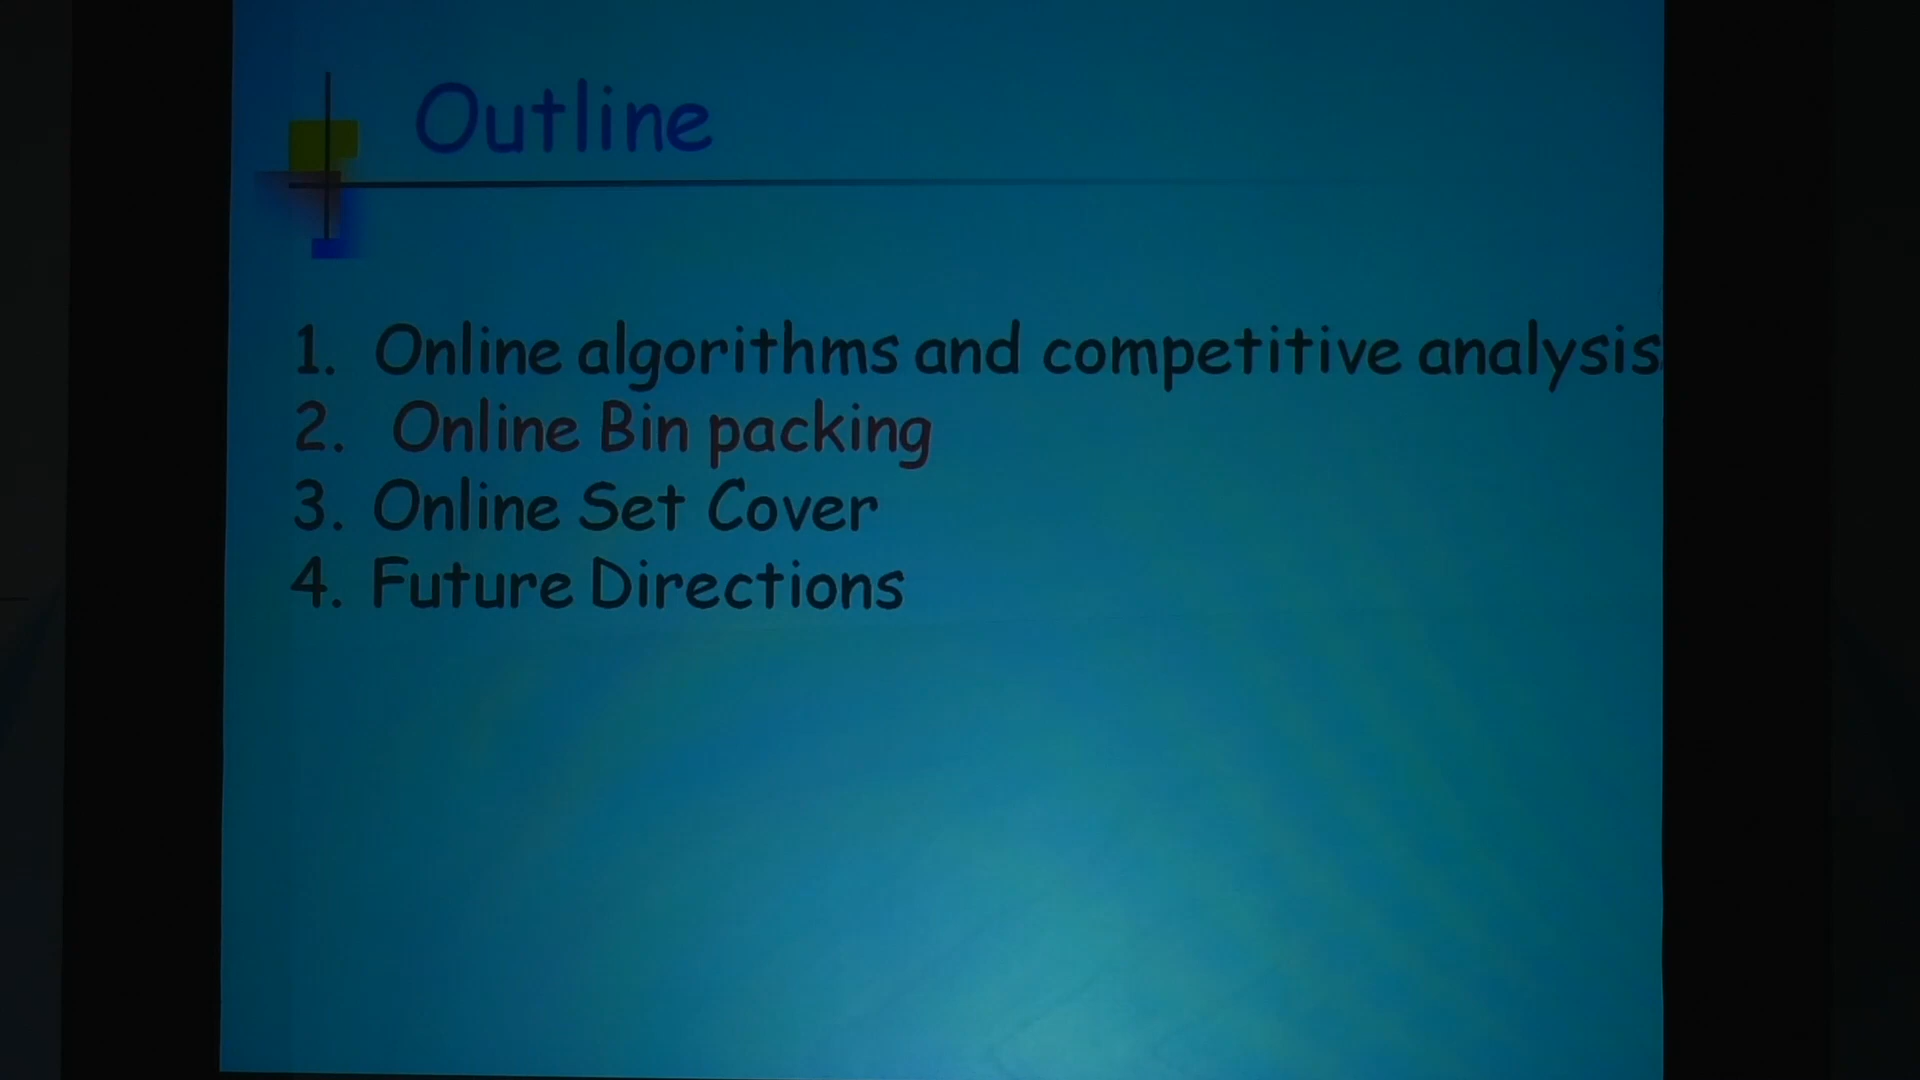 Outline
1. Online algorithms and competitive analysis
2. Online Bin packing
3. Online Set Cover
4. Future Directions